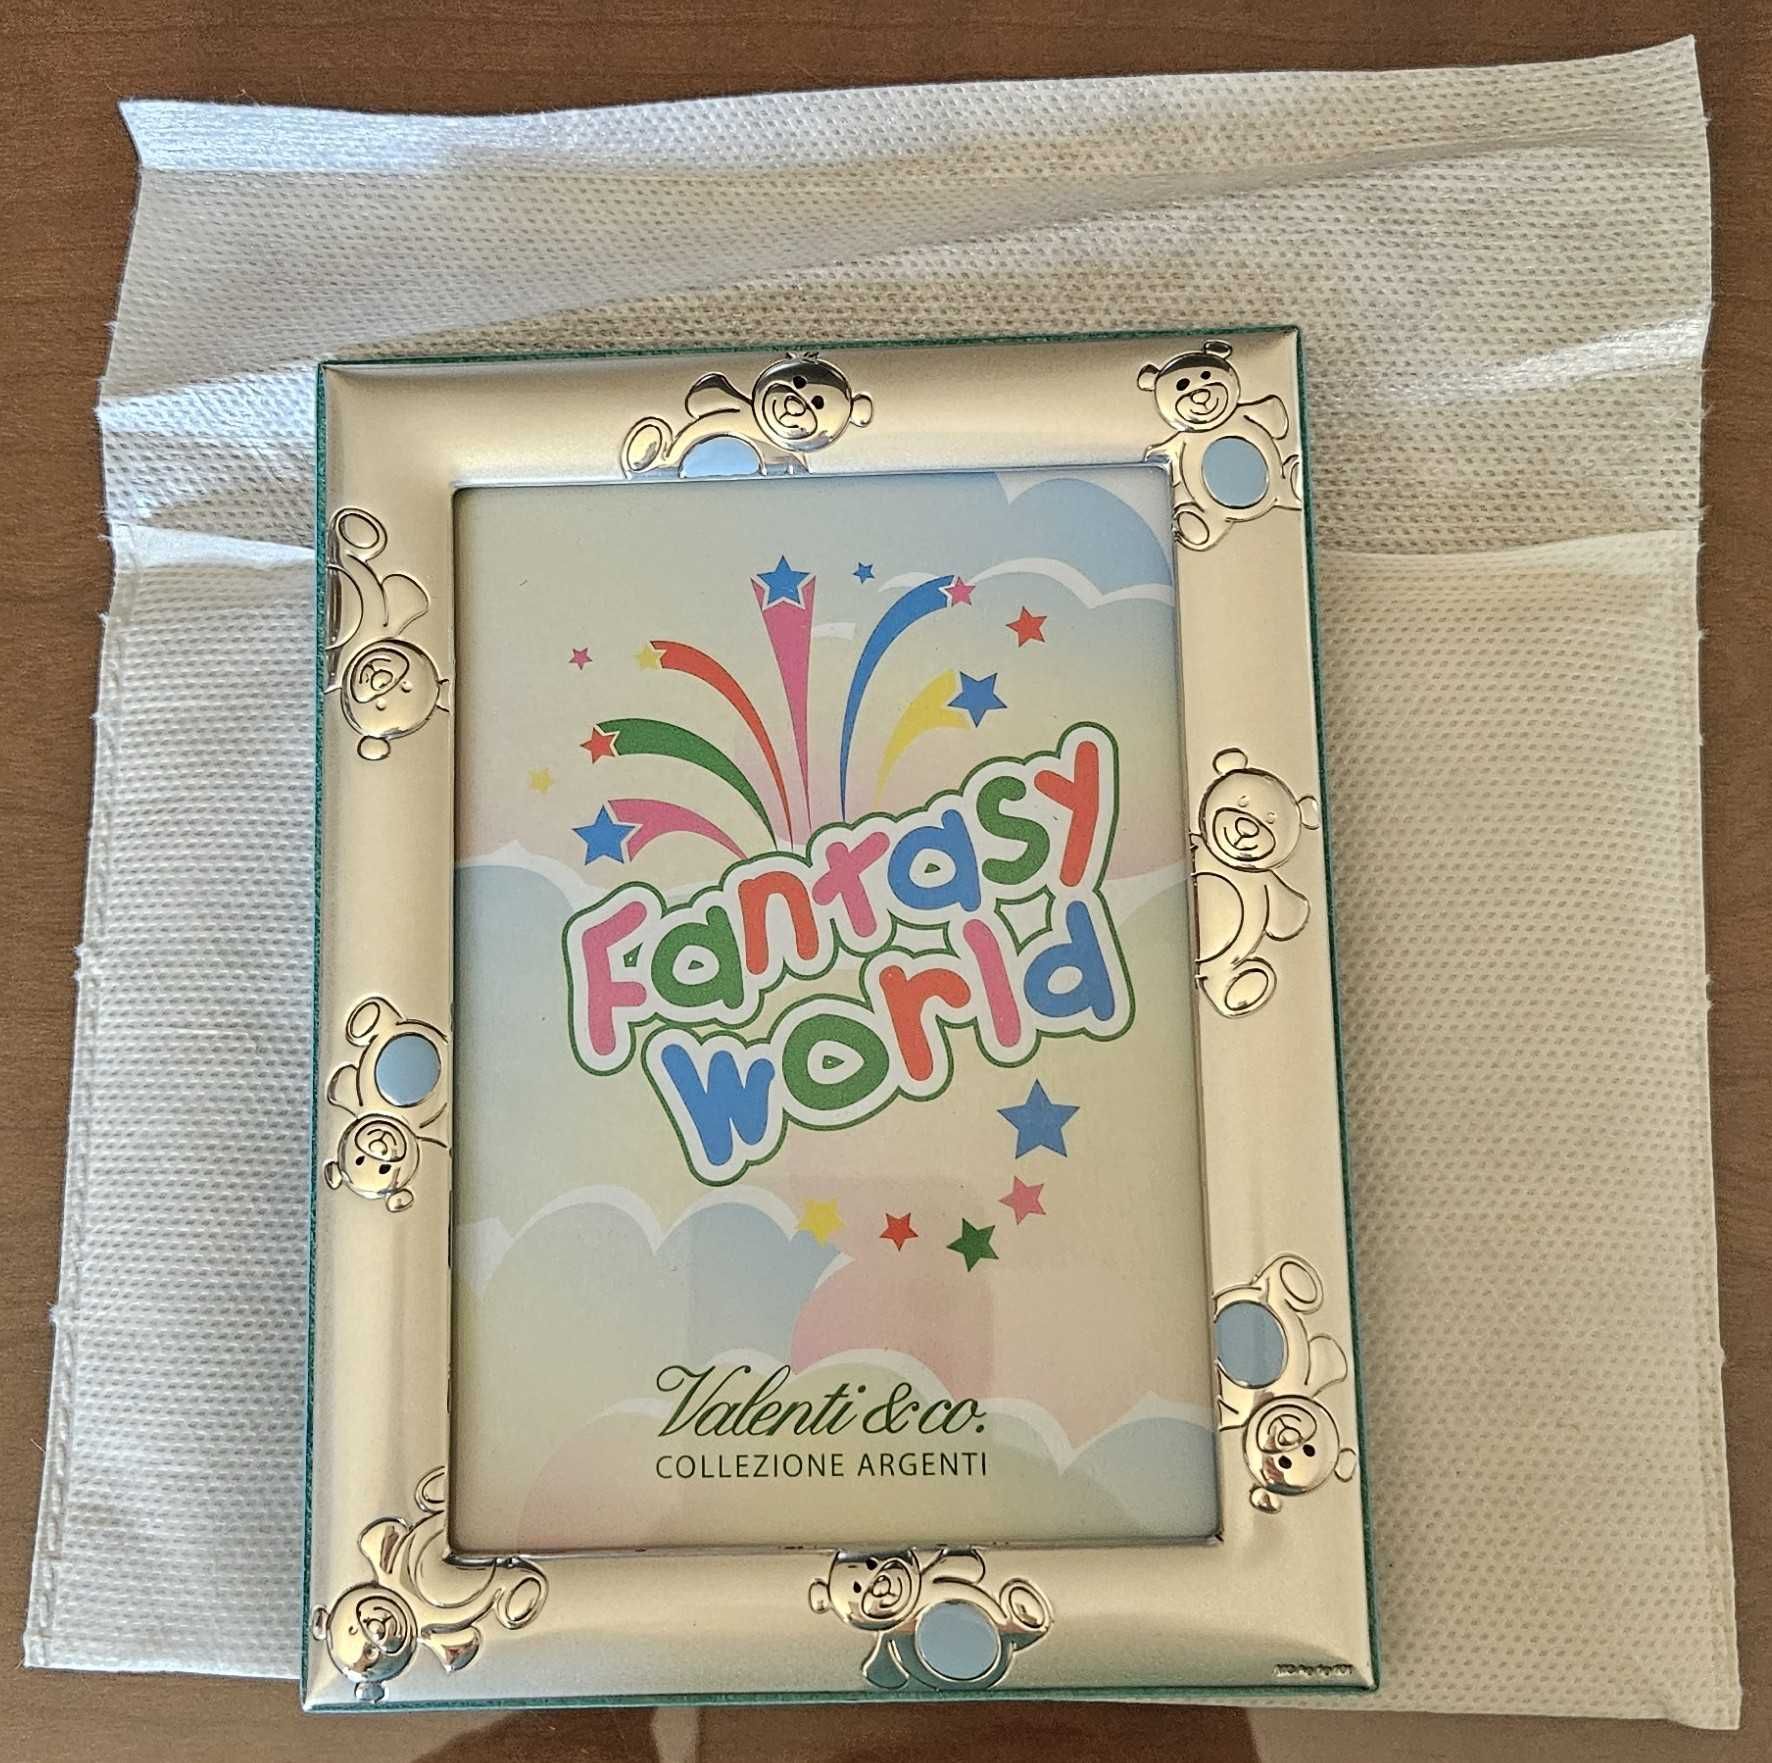 Fantasy
World
Valenti & co.
COLLEZIONE ARGENTI